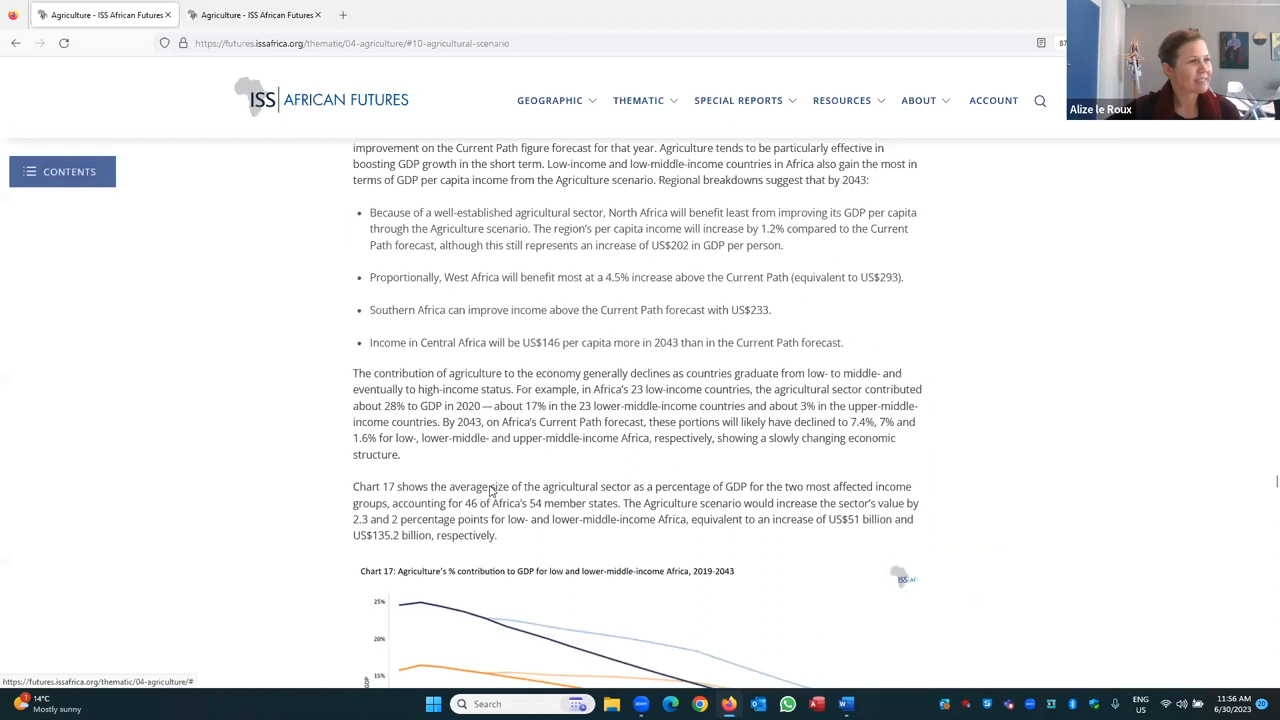 Agriculture - ISS African Futures
Agriculture - ISS African Futures
https://futures.issafrica.org/thematic/04-agriculture/#10-agricultural-scenario
ISS AFRICAN FUTURES
GEOGRAPHIC THEMATIC SPECIAL REPORTS RESOURCES ABOUT ACCOUNT
Alize le Roux
CONTENTS
improvement on the Current Path figure forecast for that year. Agriculture tends to be particularly effective in
boosting GDP growth in the short term. Low-income and low-middle-income countries in Africa also gain the most in
terms of GDP per capita income from the Agriculture scenario. Regional breakdowns suggest that by 2043:
• Because of a well-established agricultural sector, North Africa will benefit least from improving its GDP per capita
through the Agriculture scenario. The region's per capita income will increase by 1.2% compared to the Current
Path forecast, although this still represents an increase of US$202 in GDP per person.
• Proportionally, West Africa will benefit most at a 4.5% increase above the Current Path (equivalent to US$293).
• Southern Africa can improve income above the Current Path forecast with US$233.
• Income in Central Africa will be US$146 per capita more in 2043 than in the Current Path forecast.
The contribution of agriculture to the economy generally declines as countries graduate from low- to middle- and
eventually to high-income status. For example, in Africa's 23 low-income countries, the agricultural sector contributed
about 28% to GDP in 2020 — about 17% in the 23 lower-middle-income countries and about 3% in the upper-middle-
income countries. By 2043, on Africa's Current Path forecast, these portions will likely have declined to 7.4%, 7% and
1.6% for low-, lower-middle- and upper-middle-income Africa, respectively, showing a slowly changing economic
structure.
Chart 17 shows the average size of the agricultural sector as a percentage of GDP for the two most affected income
groups, accounting for 46 of Africa's 54 member states. The Agriculture scenario would increase the sector's value by
2.3 and 2 percentage points for low- and lower-middle-income Africa, equivalent to an increase of US$51 billion and
US$135.2 billion, respectively.
Chart 17: Agriculture's % contribution to GDP for low and lower-middle-income Africa, 2019-2043
ISS
25%
20%
15%
https://futures.issafrica.org/thematic/04-agriculture/#
1
14°C
Mostly sunny
Search
ENG
US
11:56 AM
6/30/2023
20